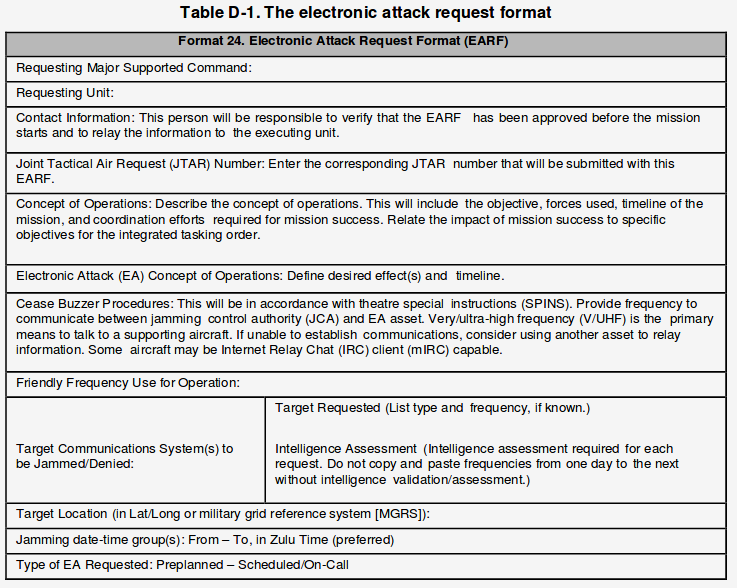 Table D-1. The electronic attack request format
Format 24. Electronic Attack Request Format (EARF)
Requesting Major Supported Command:
Requesting Unit:
Contact Information: This person will be responsible to verify that the EARF has been approved before the mission
starts and to relay the information to the executing unit.
Joint Tactical Air Request (JTAR) Number: Enter the corresponding JTAR number that will be submitted with this
EARF.
Concept of Operations: Describe the concept of operations. This will include the objective, forces used, timeline of the
mission, and coordination efforts required for mission success. Relate the impact of mission success to specific
objectives for the integrated tasking order.
Electronic Attack (EA) Concept of Operations: Define desired effect(s) and timeline.
Cease Buzzer Procedures: This will be in accordance with theatre special instructions (SPINS). Provide frequency to
communicate between jamming control authority (JCA) and EA asset. Very/ultra-high frequency (V/UHF) is the primary
means to talk to a supporting aircraft. If unable to establish communications, consider using another asset to relay
information. Some aircraft may be Internet Relay Chat (IRC) client (mIRC) capable.
Friendly Frequency Use for Operation:
Target Communications System(s) to
be Jammed/Denied:
Target Requested (List type and frequency, if known.)
Intelligence Assessment (Intelligence assessment required for each
request. Do not copy and paste frequencies from one day to the next
without intelligence validation/assessment.)
Target Location (in Lat/Long or military grid reference system [MGRS]):
Jamming date-time group(s): From – To, in Zulu Time (preferred)
Type of EA Requested: Preplanned – Scheduled/On-Call